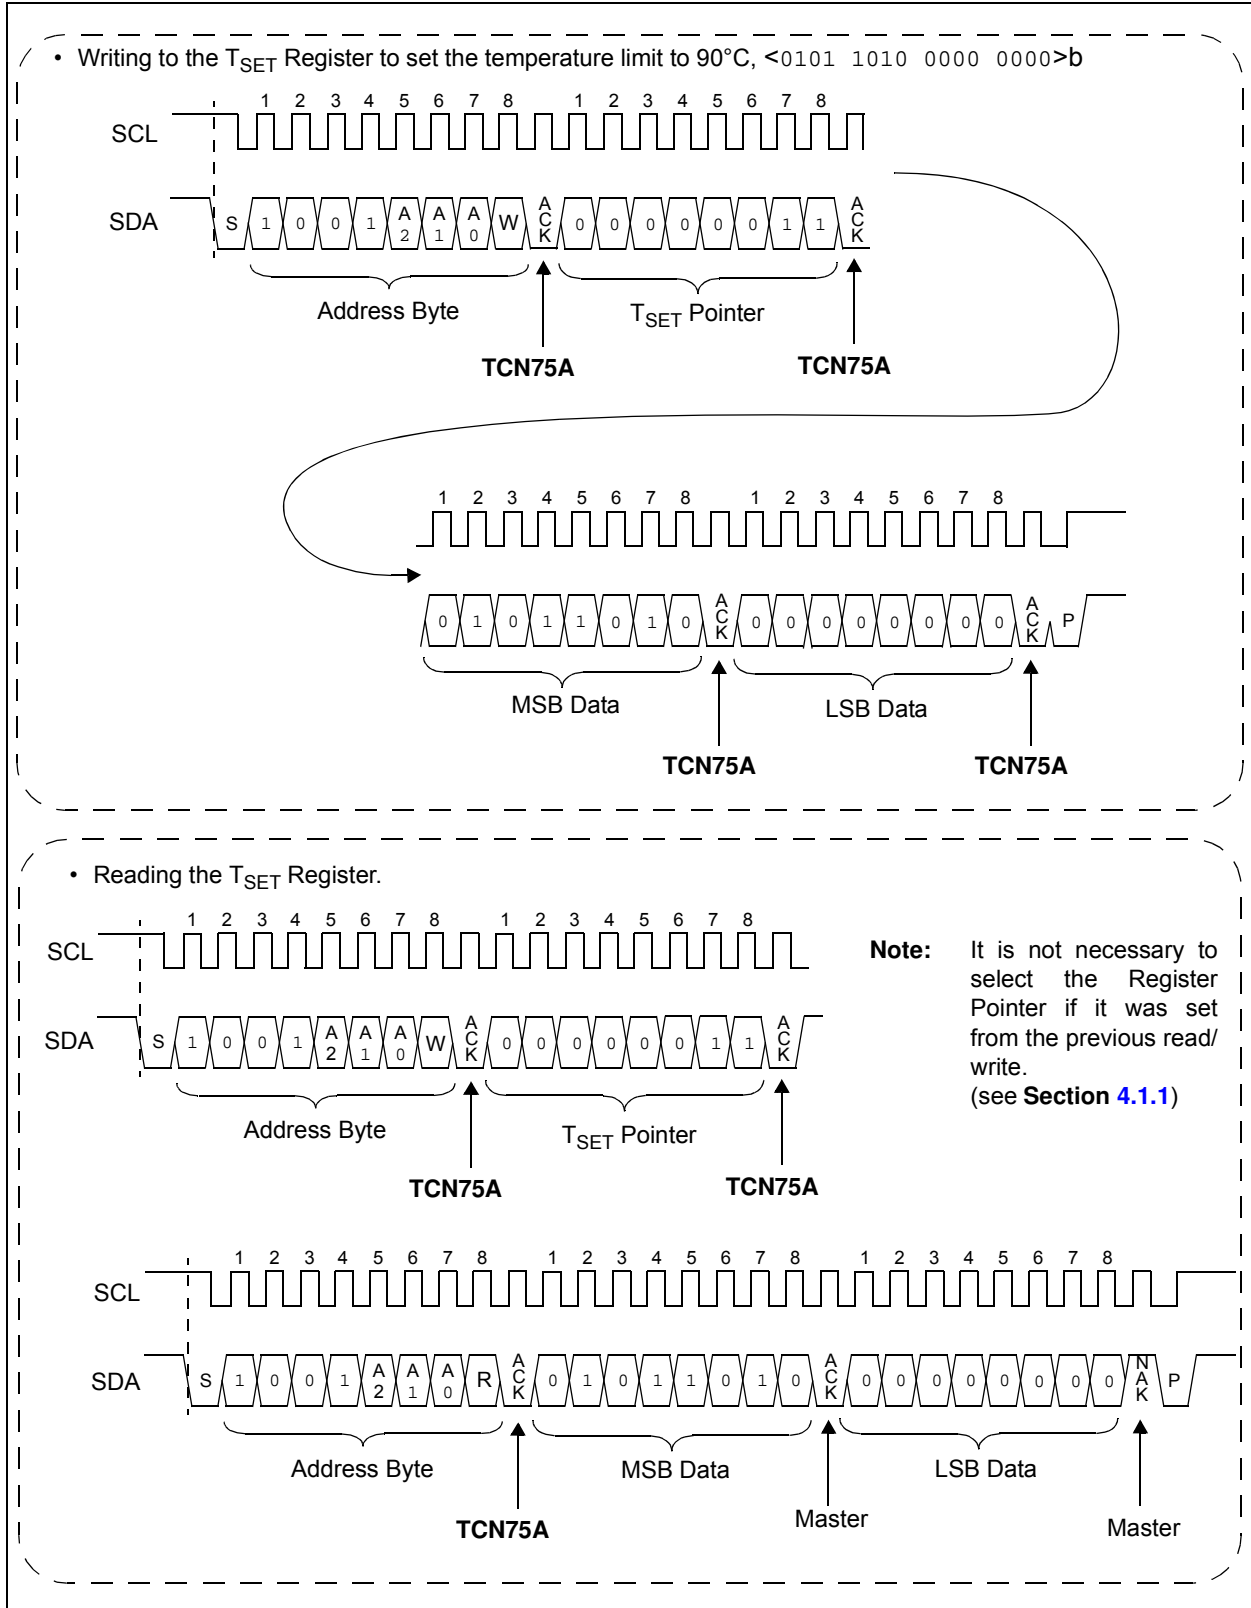 • Writing to the TSET Register to set the temperature limit to 90°C, <0101 1010 0000 0000>b
1 2 3 4 5 6 7 8 1 2 3 4 5 6 7 8
SCL
SDA S 1 0 0 1 A2 A1 A0 W ACK 0 0 0 0 0 0 1 1 ACK
Address Byte TSET Pointer
TCN75A TCN75A
1 2 3 4 5 6 7 8 1 2 3 4 5 6 7 8
0 1 0 1 1 0 1 0 ACK 0 0 0 0 0 0 0 0 ACK P
MSB Data LSB Data
TCN75A TCN75A
• Reading the TSET Register.
1 2 3 4 5 6 7 8 1 2 3 4 5 6 7 8
SCL
SDA S 1 0 0 1 A2 A1 A0 W ACK 0 0 0 0 0 0 1 1 ACK
Address Byte TSET Pointer
TCN75A TCN75A
Note: It is not necessary to
select the Register
Pointer if it was set
from the previous read/
write.
(see Section 4.1.1)
1 2 3 4 5 6 7 8 1 2 3 4 5 6 7 8 1 2 3 4 5 6 7 8
SCL
SDA S 1 0 0 1 A2 A1 A0 R ACK 0 1 0 1 1 0 1 0 ACK 0 0 0 0 0 0 0 0 NAK P
Address Byte MSB Data LSB Data
TCN75A Master Master